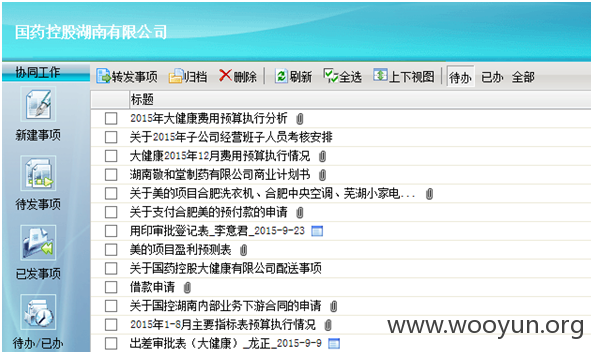 国药控股湖南有限公司
协同工作
转发事项 归档 删除 刷新 全选 上下视图 待办 已办 全部
标题
新建事项
待发事项
已发事项
待办/已办
2015年大健康费用预算执行分析
关于2015年子公司经营班子人员考核安排
大健康2015年12月费用预算执行情况
湖南敬和堂制药有限公司商业计划书
关于美的项目合肥洗衣机、合肥中央空调、芜湖小家电...
关于支付合肥美的预付款的申请
用印审批登记表_李意君_2015-9-23
美的项目盈利预测表
关于国药控股大健康有限公司配送事项
借款申请
关于国控湖南内部业务下游合同的申请
2015年1-8月主要指标表预算执行情况
出差审批表（大健康）_龙正_2015-9-9
www.wooyun.org